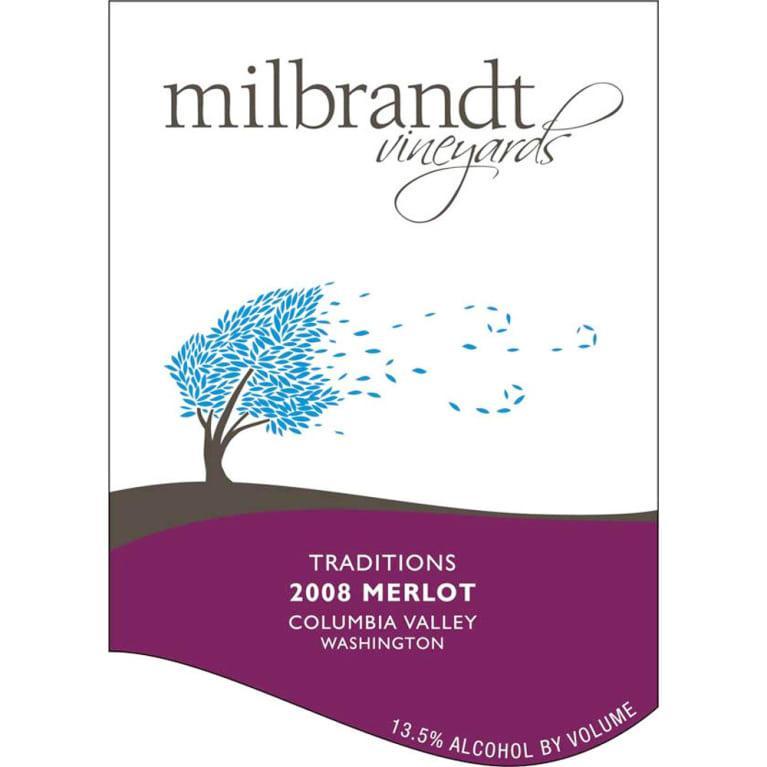 milbrandt
vineyards
TRADITIONS
2008 MERLOT
COLUMBIA VALLEY
WASHINGTON
13.5% ALCOHOL BY VOLUME